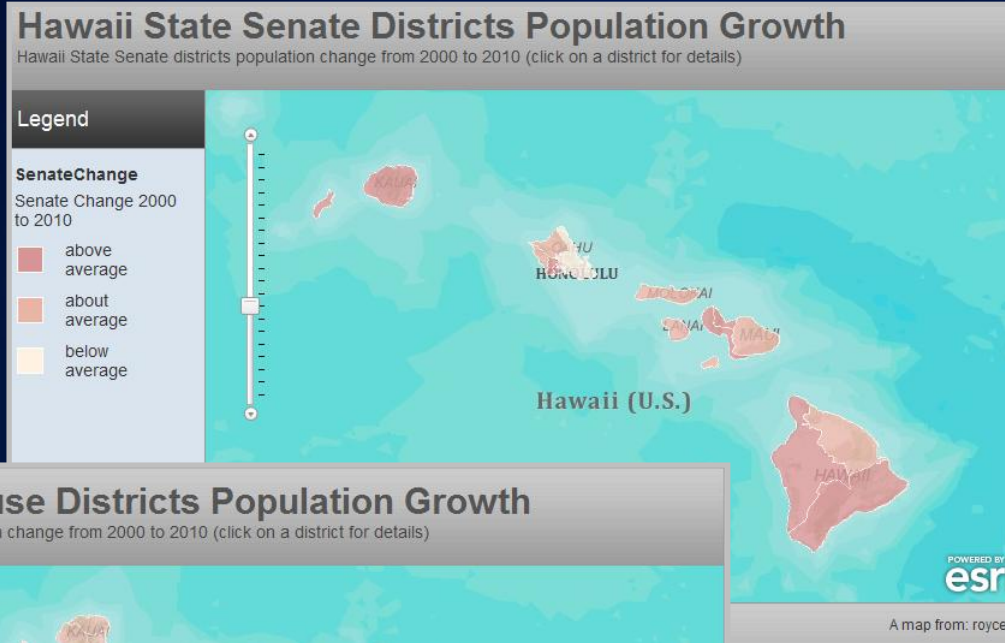 Hawaii State Senate Districts Population Growth
Hawaii State Senate districts population change from 2000 to 2010 (click on a district for details)
Legend
SenateChange
Senate Change 2000
to 2010
above
average
about
average
below
average
KAUAI
OAHU
HONOLULU
MOLOKAI
LANAI
MAUI
Hawaii (U.S.)
HAWAII
POWERED BY
esr
A map from: royce
use Districts Population Growth
change from 2000 to 2010 (click on a district for details)
KAUAI